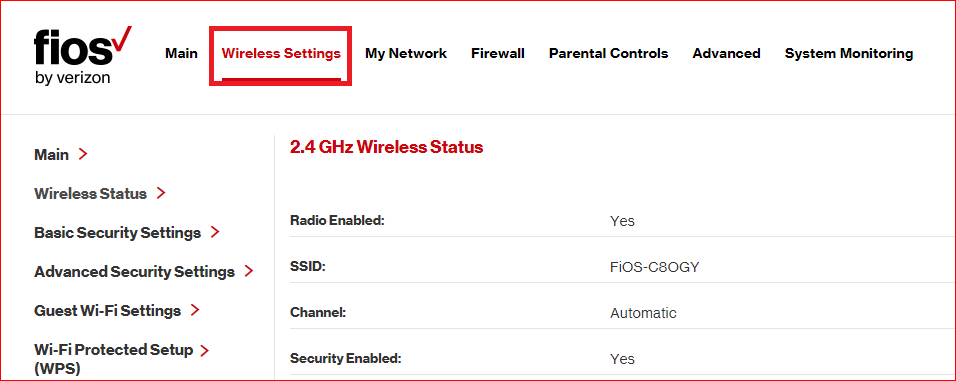 fios
by verizon
Main Wireless Settings My Network Firewall Parental Controls Advanced System Monitoring
Main
Wireless Status
Basic Security Settings
Advanced Security Settings
Guest Wi-Fi Settings
Wi-Fi Protected Setup
(WPS)
2.4 GHz Wireless Status
Radio Enabled: Yes
SSID: FiOS-C8OGY
Channel: Automatic
Security Enabled: Yes